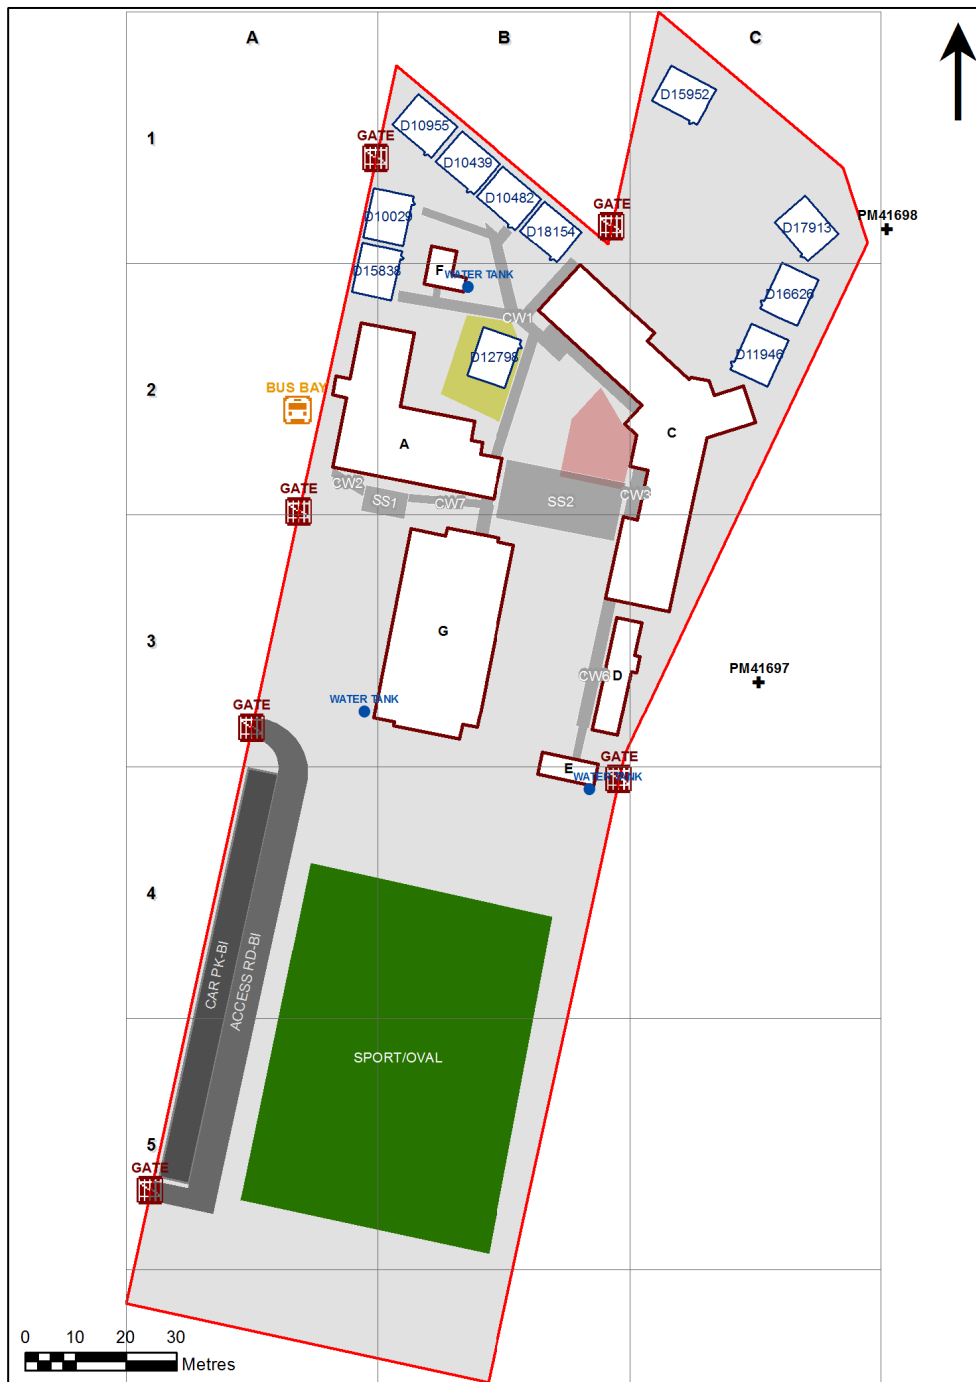 A
B
C
D15952
D10955
1
GATE
D10439
D10482
GATE
D10029
PM41698
D17913
D18154
F
D15838
WATER TANK
D16626
CW1
D12798
D11946
BUS BAY
2
A
C
CW2
CW3
GATE
SS1
CW7
SS2
G
3
PM41697
D
CW6
WATER TANK
GATE
GATE
E
WATER TANK
4
CAR PK-BI
ACCESS RD-BI
SPORT/OVAL
5
GATE
0 10 20 30
Metres